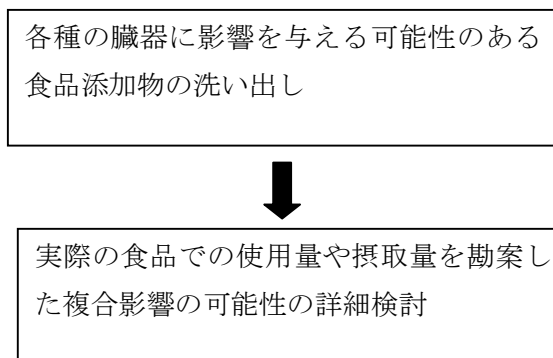 各種の臓器に影響を与える可能性のある
食品添加物の洗い出し
実際の食品での使用量や摂取量を勘案し
た複合影響の可能性の詳細検討